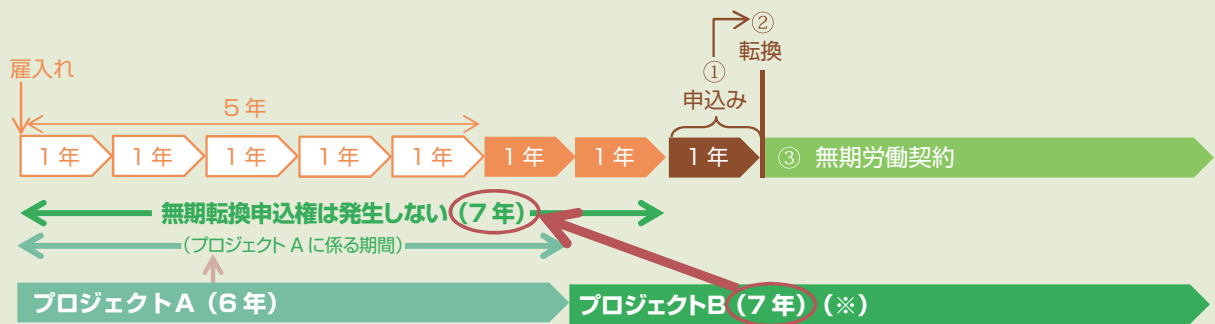 ②
転換
雇入れ
①
申込み
5 年
1 年 1 年 1 年 1 年 1 年 1 年 1 年 1 年 ③ 無期労働契約
無期転換申込権は発生しない（7 年）
（プロジェクト A に係る期間）
プロジェクトA（6 年） プロジェクトB（7 年）（※）